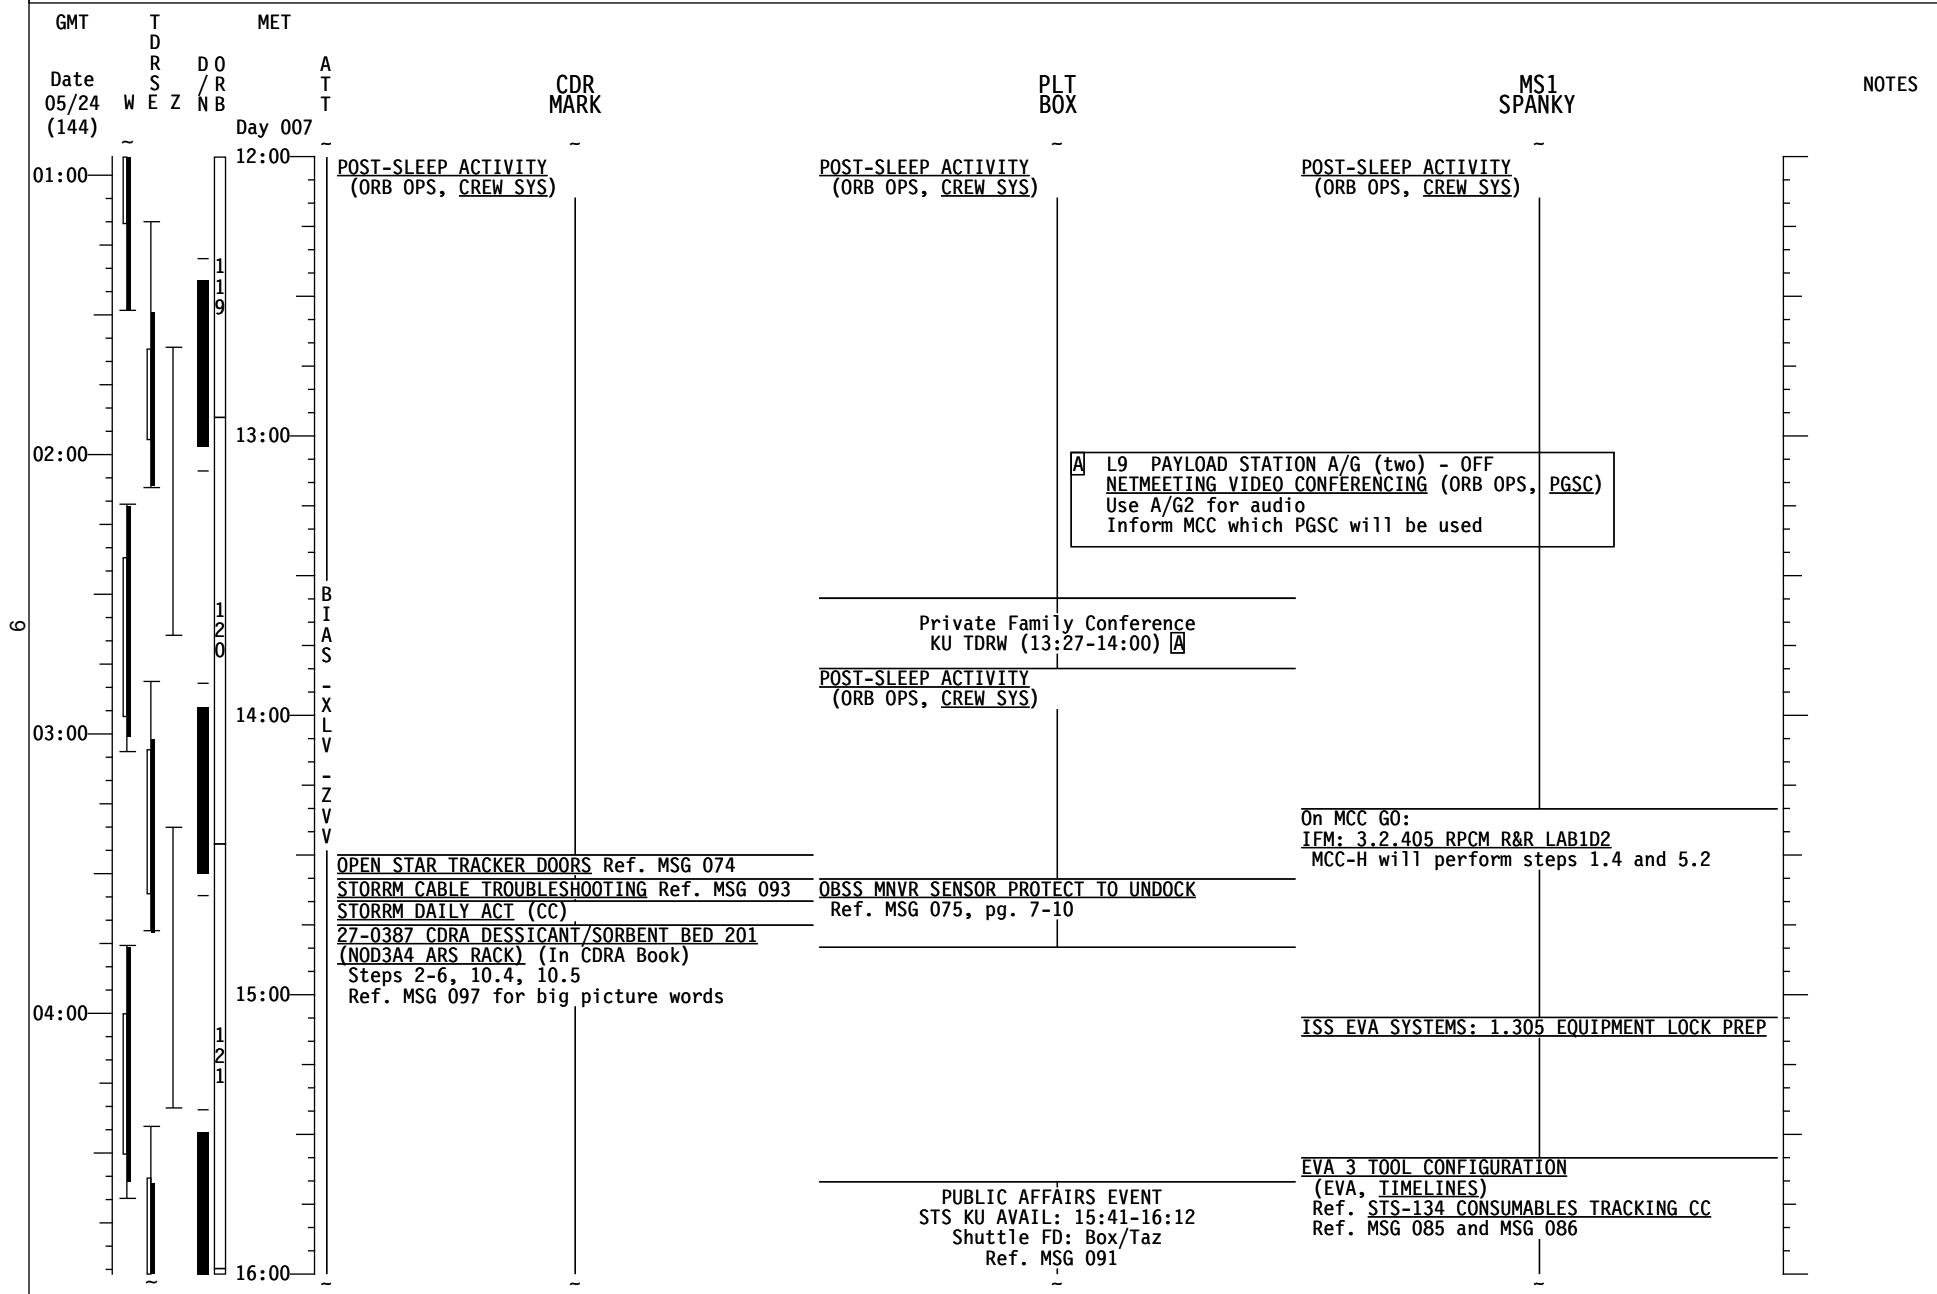 GMT
TDRS
MET
Date
05/24
(144)
W E Z
D/N
ORB
ATT
CDR
MARK
PLT
BOX
MS1
SPANKY
NOTES
Day 007
~ ~ ~ ~ ~
12:00
01:00
POST-SLEEP ACTIVITY
(ORB OPS, CREW SYS)
POST-SLEEP ACTIVITY
(ORB OPS, CREW SYS)
POST-SLEEP ACTIVITY
(ORB OPS, CREW SYS)
119
13:00
02:00
A L9 PAYLOAD STATION A/G (two) - OFF
NETMEETING VIDEO CONFERENCING (ORB OPS, PGSC)
Use A/G2 for audio
Inform MCC which PGSC will be used
120
BIAS -XLV -ZVV
6
Private Family Conference
KU TDRW (13:27-14:00) A
POST-SLEEP ACTIVITY
(ORB OPS, CREW SYS)
14:00
03:00
On MCC GO:
IFM: 3.2.405 RPCM R&R LAB1D2
MCC-H will perform steps 1.4 and 5.2
OPEN STAR TRACKER DOORS Ref. MSG 074
STORRM CABLE TROUBLESHOOTING Ref. MSG 093
STORRM DAILY ACT (CC)
27-0387 CDRA DESSICANT/SORBENT BED 201
(NOD3A4 ARS RACK) (In CDRA Book)
Steps 2-6, 10.4, 10.5
Ref. MSG 097 for big picture words
OBSS MNVR SENSOR PROTECT TO UNDOCK
Ref. MSG 075, pg. 7-10
15:00
04:00
121
ISS EVA SYSTEMS: 1.305 EQUIPMENT LOCK PREP
EVA 3 TOOL CONFIGURATION
(EVA, TIMELINES)
Ref. STS-134 CONSUMABLES TRACKING CC
Ref. MSG 085 and MSG 086
PUBLIC AFFAIRS EVENT
STS KU AVAIL: 15:41-16:12
Shuttle FD: Box/Taz
Ref. MSG 091
16:00
~ ~ ~ ~ ~